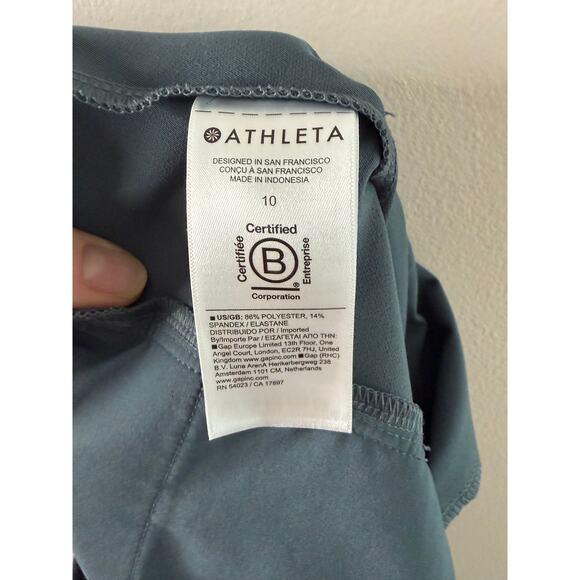 ATHLETA
DESIGNED IN SAN FRANCISCO
CONÇU À SAN FRANCISCO
MADE IN INDONESIA
10
Certified
Certifiée
B
®
Entreprise
Corporation
■ US/GB: 86% POLYESTER, 14%
SPANDEX / ELASTANE
DISTRIBUIDO POR / Imported
By/Importe Par / ΕΙΣΑΓΕΤΑΙ ΑΠΟ ΤΗΝ:
■ Gap Europe Limited 13th Floor, One
Angel Court, London, EC2R 7HJ, United
Kingdom www.gapinc.com ■ Gap (RHC)
B.V. Luna ArenA Herikerbergweg 238
Amsterdam 1101 CM, Netherlands
www.gapinc.com
RN 54023 / CA 17897